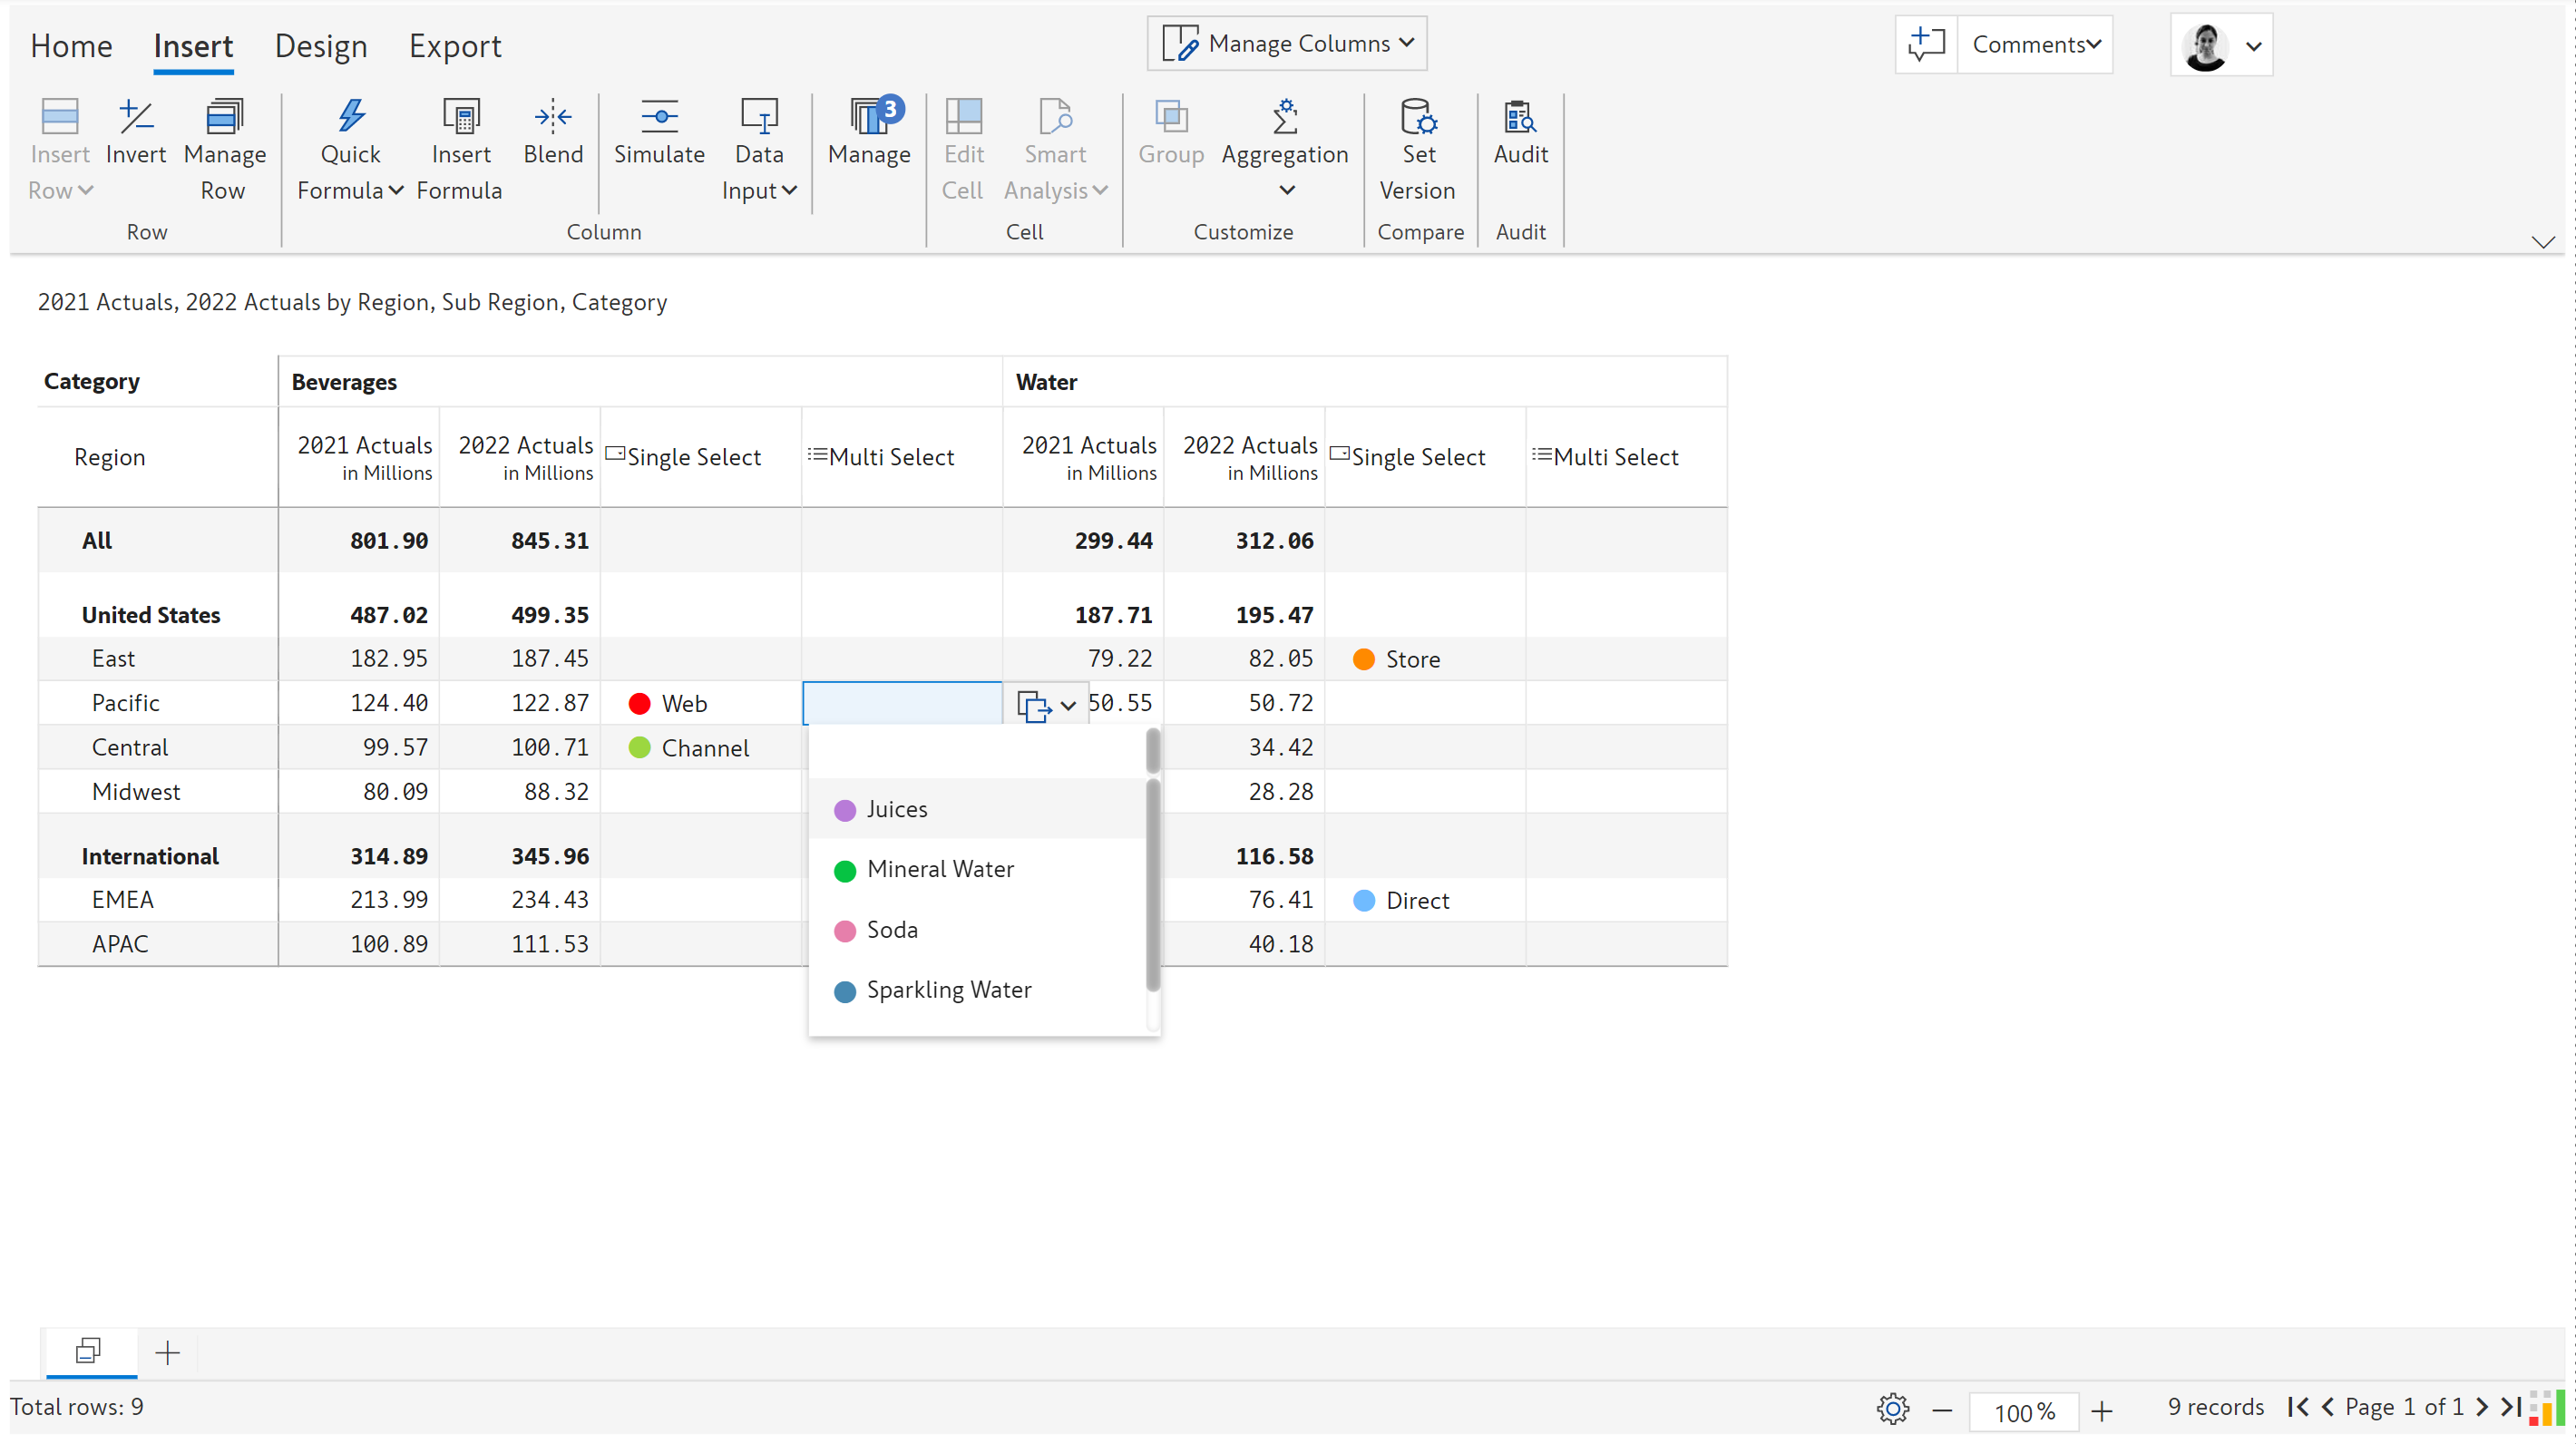 Home Insert Design Export Manage Columns Comments
3
Insert Invert Manage Quick Insert Blend Simulate Data Manage Edit Smart Group Aggregation Set Audit
Row Row Formula Formula Input Cell Analysis Version
Row Column Cell Customize Compare Audit
2021 Actuals, 2022 Actuals by Region, Sub Region, Category
Category Beverages Water
Region 2021 Actuals 2022 Actuals Single Select Multi Select 2021 Actuals 2022 Actuals Single Select Multi Select
in Millions in Millions in Millions in Millions
All 801.90 845.31 299.44 312.06
United States 487.02 499.35 187.71 195.47
East 182.95 187.45 79.22 82.05 Store
Pacific 124.40 122.87 Web 50.55 50.72
Central 99.57 100.71 Channel 34.42
Midwest 80.09 88.32 28.28
Juices
International 314.89 345.96 116.58
Mineral Water
EMEA 213.99 234.43 76.41 Direct
Soda
APAC 100.89 111.53 40.18
Sparkling Water
Total rows: 9 100% 9 records Page 1 of 1